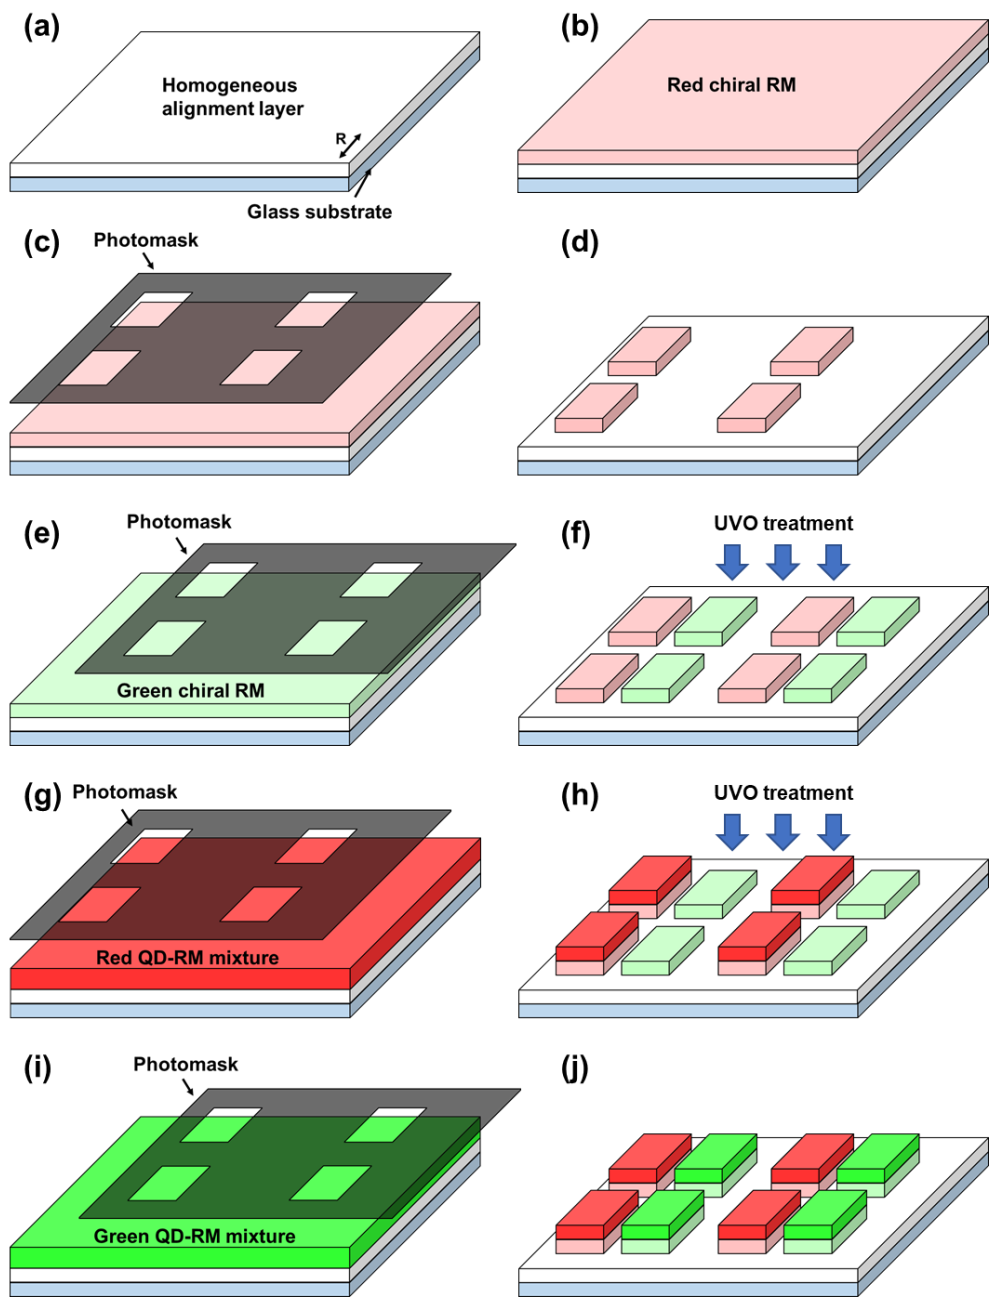 (a)
Homogeneous
alignment layer
R
Glass substrate
(b)
Red chiral RM
(c)
Photomask
(d)
(e)
Photomask
Green chiral RM
(f)
UVO treatment
(g)
Photomask
Red QD-RM mixture
(h)
UVO treatment
(i)
Photomask
Green QD-RM mixture
(j)